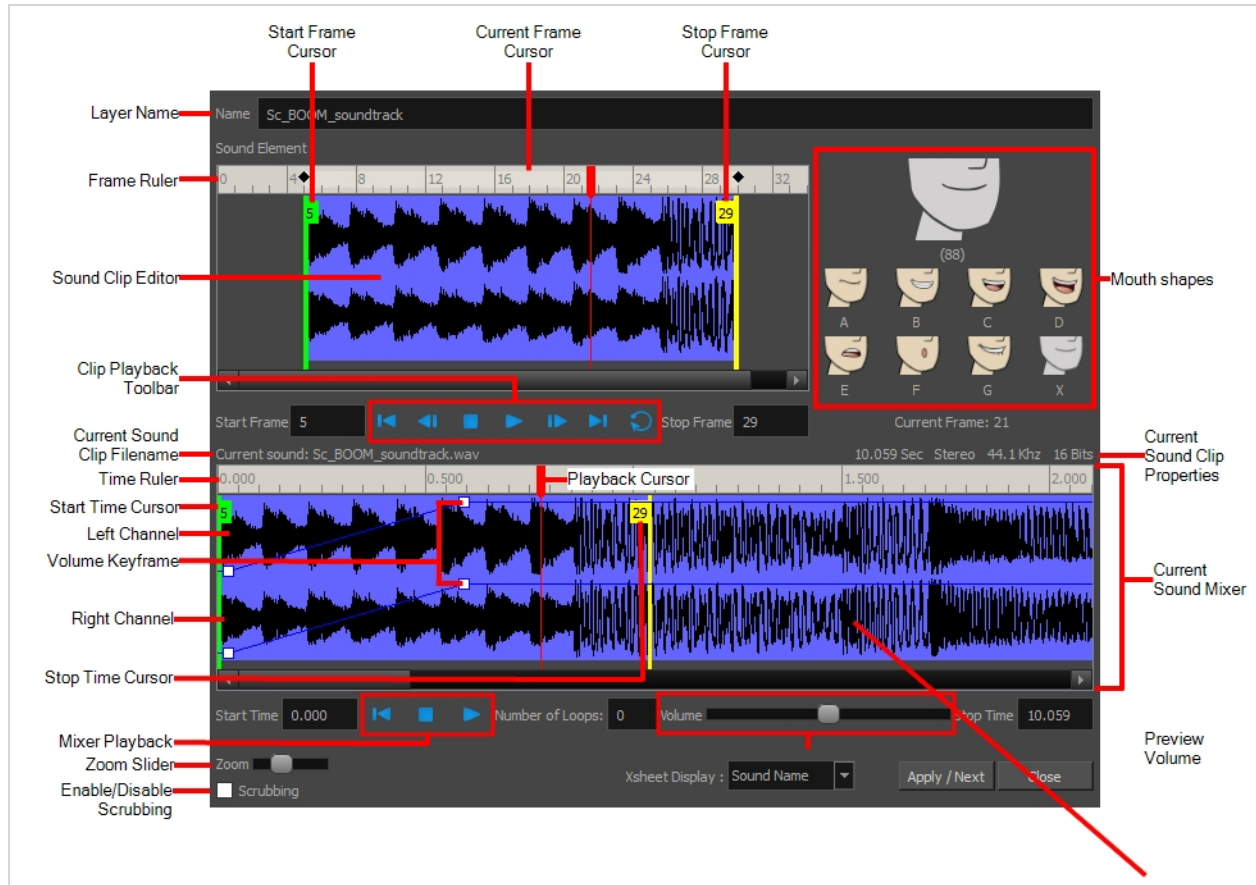 Start Frame
Cursor
Current Frame
Cursor
Stop Frame
Cursor
Layer Name
Name Sc_BOOM_soundtrack
Sound Element
Frame Ruler
0 4 8 12 16 20 24 28 32
5
29
Sound Clip Editor
(88)
A B C D
E F G X
Mouth shapes
Clip Playback
Toolbar
Start Frame 5
Stop Frame 29
Current Frame: 21
Current Sound
Clip Filename
Current sound: Sc_BOOM_soundtrack.wav
10.059 Sec Stereo 44.1 Khz 16 Bits
Current
Sound Clip
Properties
Time Ruler
0.000 0.500 1.500 2.000
Playback Cursor
Start Time Cursor
5
29
Left Channel
Volume Keyframe
Right Channel
Stop Time Cursor
Current
Sound Mixer
Start Time 0.000
Number of Loops: 0
Volume
Stop Time 10.059
Mixer Playback
Zoom Slider
Zoom
Enable/Disable
Scrubbing
Scrubbing
Xsheet Display : Sound Name
Apply / Next
Close
Preview
Volume